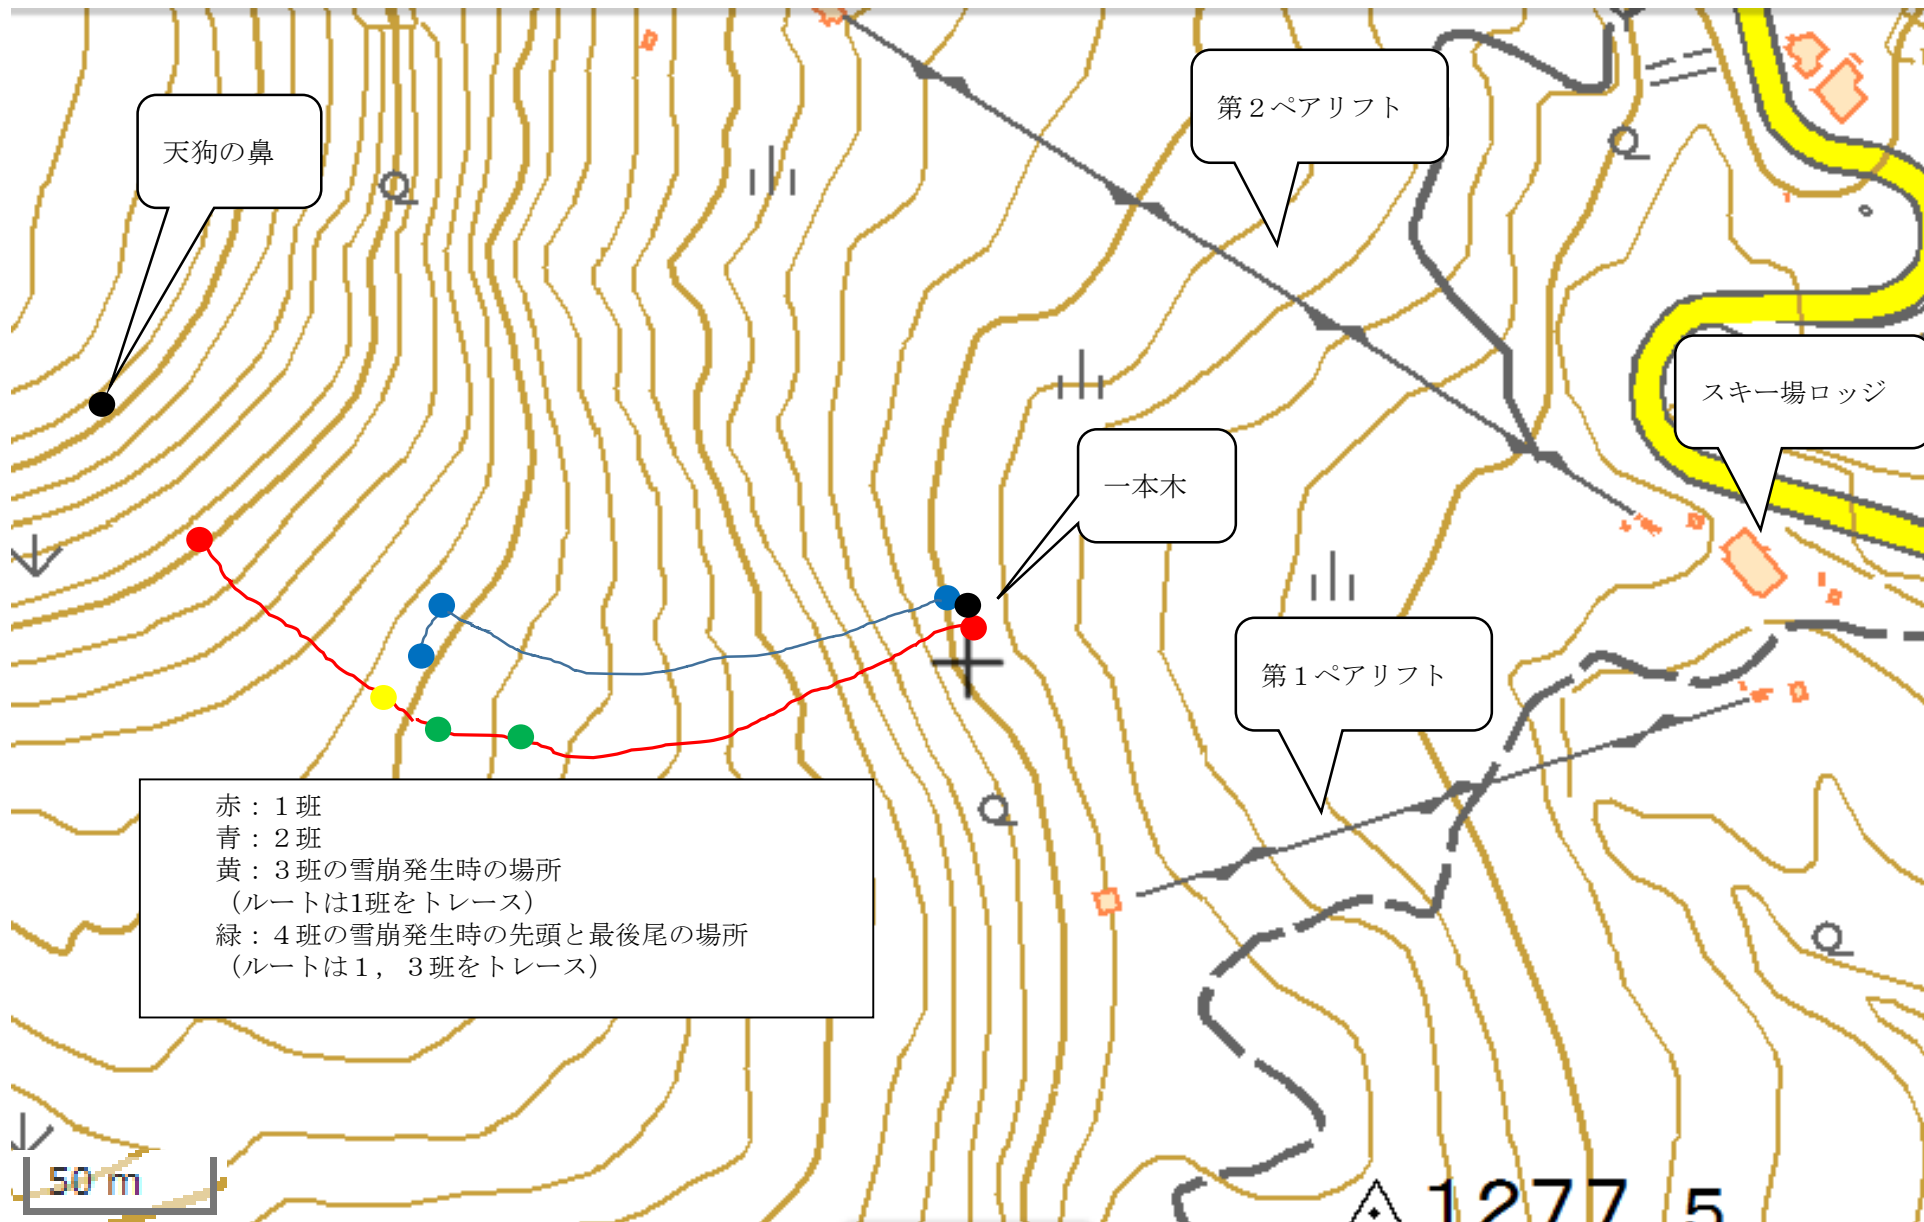 第２ペアリフト
天狗の鼻
スキー場ロッジ
一本木
第１ペアリフト
赤：１班
青：２班
黄：３班の雪崩発生時の場所
（ルートは1班をトレース）
緑：４班の雪崩発生時の先頭と最後尾の場所
（ルートは１，３班をトレース）
50 m
1277.5